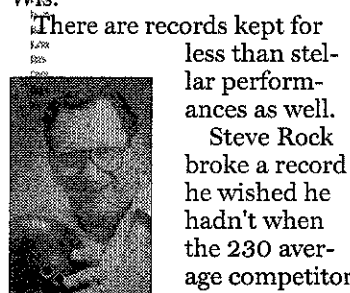 Wis.
There are records kept for
less than stel-
lar perform-
ances as well.
Steve Rock
broke a record
he wished he
hadn't when
the 230 aver-
age competitor